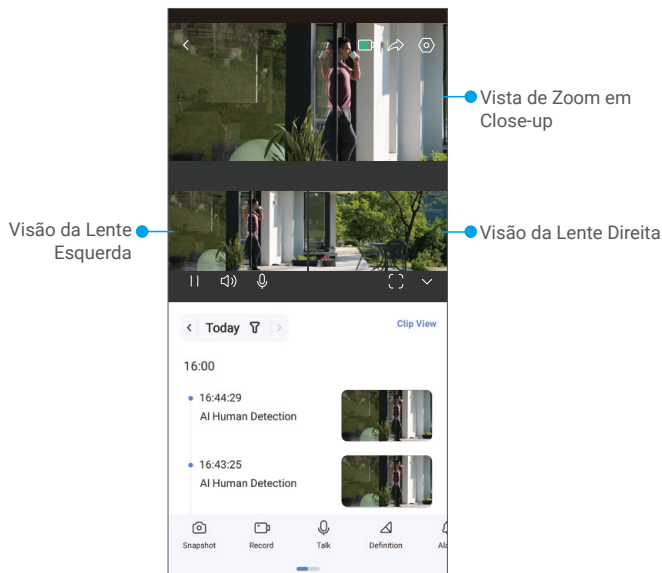 Vista de Zoom em
Close-up
Visão da Lente
Esquerda
Visão da Lente Direita
Today
Clip View
16:00
16:44:29
AI Human Detection
16:43:25
AI Human Detection
Snapshot
Record
Talk
Definition